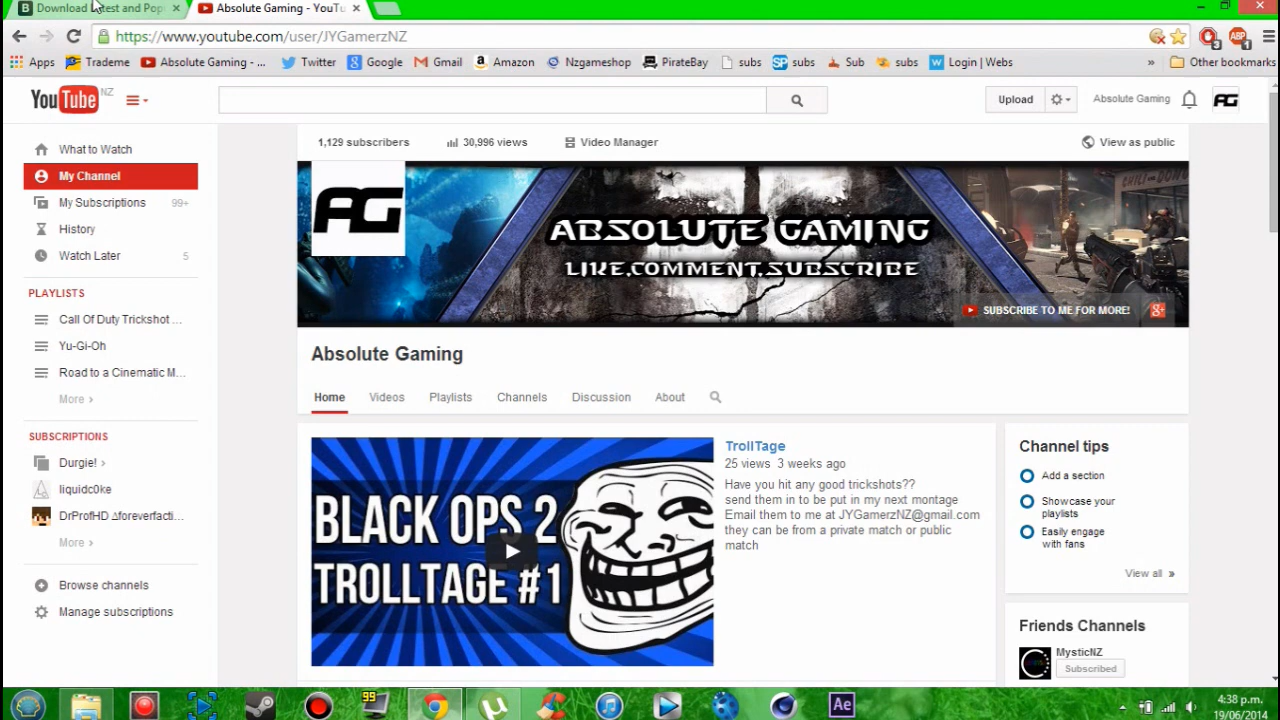 Download Latest and Pop
Absolute Gaming - YouTu
https://www.youtube.com/user/JYGamerzNZ
3
1
Apps
Trademe
Absolute Gaming - ...
Twitter
Google
Gmail
Amazon
Nzgameshop
PirateBay
subs
subs
Sub
subs
Login | Webs
»
Other bookmarks
YouTube NZ
Upload
Absolute Gaming
AG
1,129 subscribers
30,996 views
Video Manager
View as public
What to Watch
My Channel
My Subscriptions 99+
History
Watch Later 5
PLAYLISTS
Call Of Duty Trickshot ...
Yu-Gi-Oh
Road to a Cinematic M...
More ›
SUBSCRIPTIONS
Durgie! ›
liquidc0ke
DrProfHD Δforeverfacti...
More ›
Browse channels
Manage subscriptions
AG
ABSOLUTE GAMING
LIKE.COMMENT.SUBSCRIBE
SUBSCRIBE TO ME FOR MORE!
Absolute Gaming
Home
Videos
Playlists
Channels
Discussion
About
BLACK OPS 2
TROLLTAGE #1
TrollTage
25 views 3 weeks ago
Have you hit any good trickshots??
send them in to be put in my next montage
Email them to me at JYGamerzNZ@gmail.com
they can be from a private match or public
match
Channel tips
Add a section
Showcase your
playlists
Easily engage
with fans
View all »
Friends Channels
MysticNZ
Subscribed
99
Ae
4:38 p.m.
19/06/2014